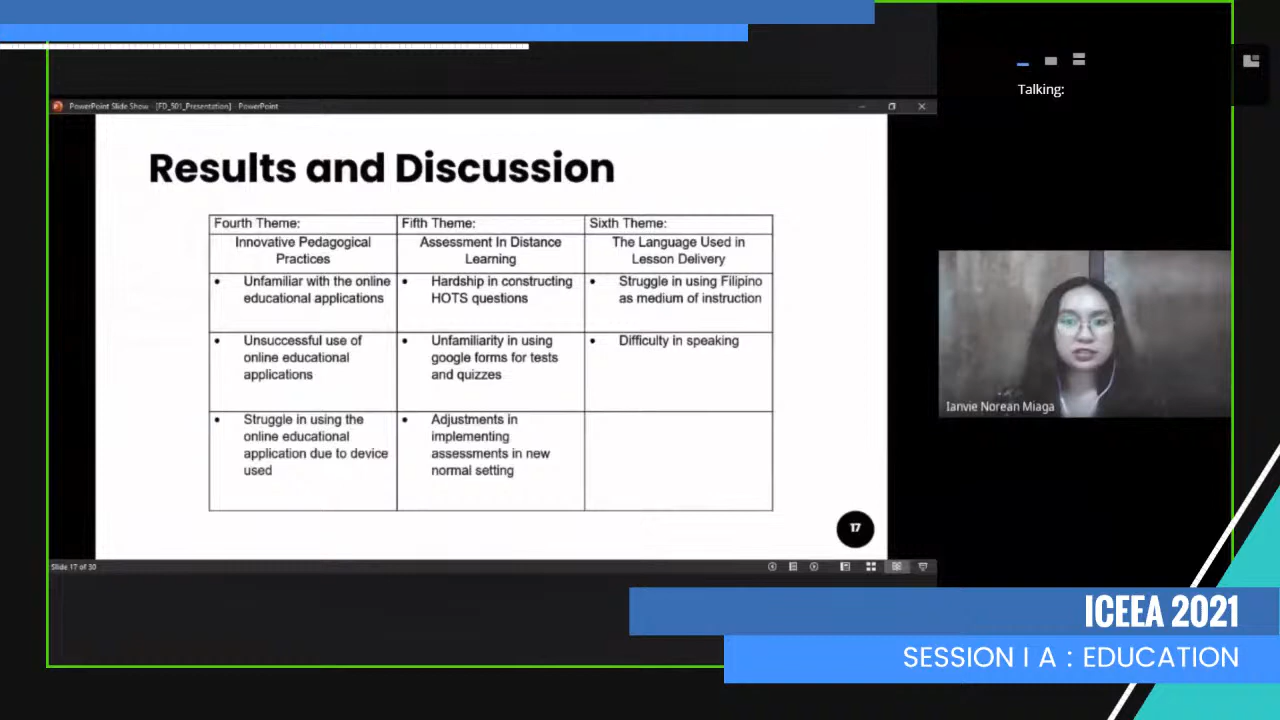 Talking:
PowerPoint Slide Show - [FD_501_Presentation] - PowerPoint
Results and Discussion
Fourth Theme:
Innovative Pedagogical
Practices
Unfamiliar with the online
educational applications
Unsuccessful use of
online educational
applications
Struggle in using the
online educational
application due to device
used
Fifth Theme:
Assessment In Distance
Learning
Hardship in constructing
HOTS questions
Unfamiliarity in using
google forms for tests
and quizzes
Adjustments in
implementing
assessments in new
normal setting
Sixth Theme:
The Language Used in
Lesson Delivery
Struggle in using Filipino
as medium of instruction
Difficulty in speaking
17
Slide 17 of 30
Ianvie Norean Miaga
ICEEA 2021
SESSION I A : EDUCATION